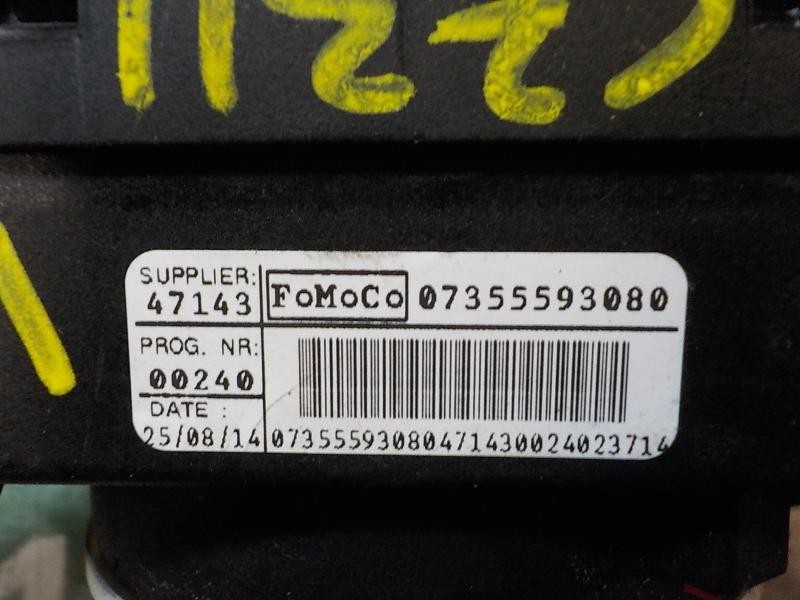 SUPPLIER:
47143
FoMoCo 07355593080
PROG. NR:
00240
DATE :
25/08/14
07355593080471430024023714